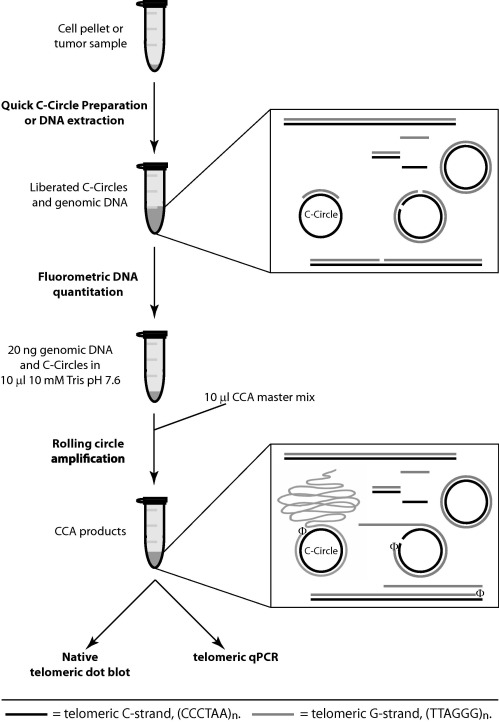 Cell pellet or
tumor sample
Quick C-Circle Preparation
or DNA extraction
Liberated C-Circles
and genomic DNA
C-Circle
Fluorometric DNA
quantitation
20 ng genomic DNA
and C-Circles in
10 μl 10 mM Tris pH 7.6
10 μl CCA master mix
Rolling circle
amplification
CCA products
Φ
C-Circle
Φ
Φ
Native
telomeric dot blot
telomeric qPCR
= telomeric C-strand, (CCCTAA)n.
= telomeric G-strand, (TTAGGG)n.